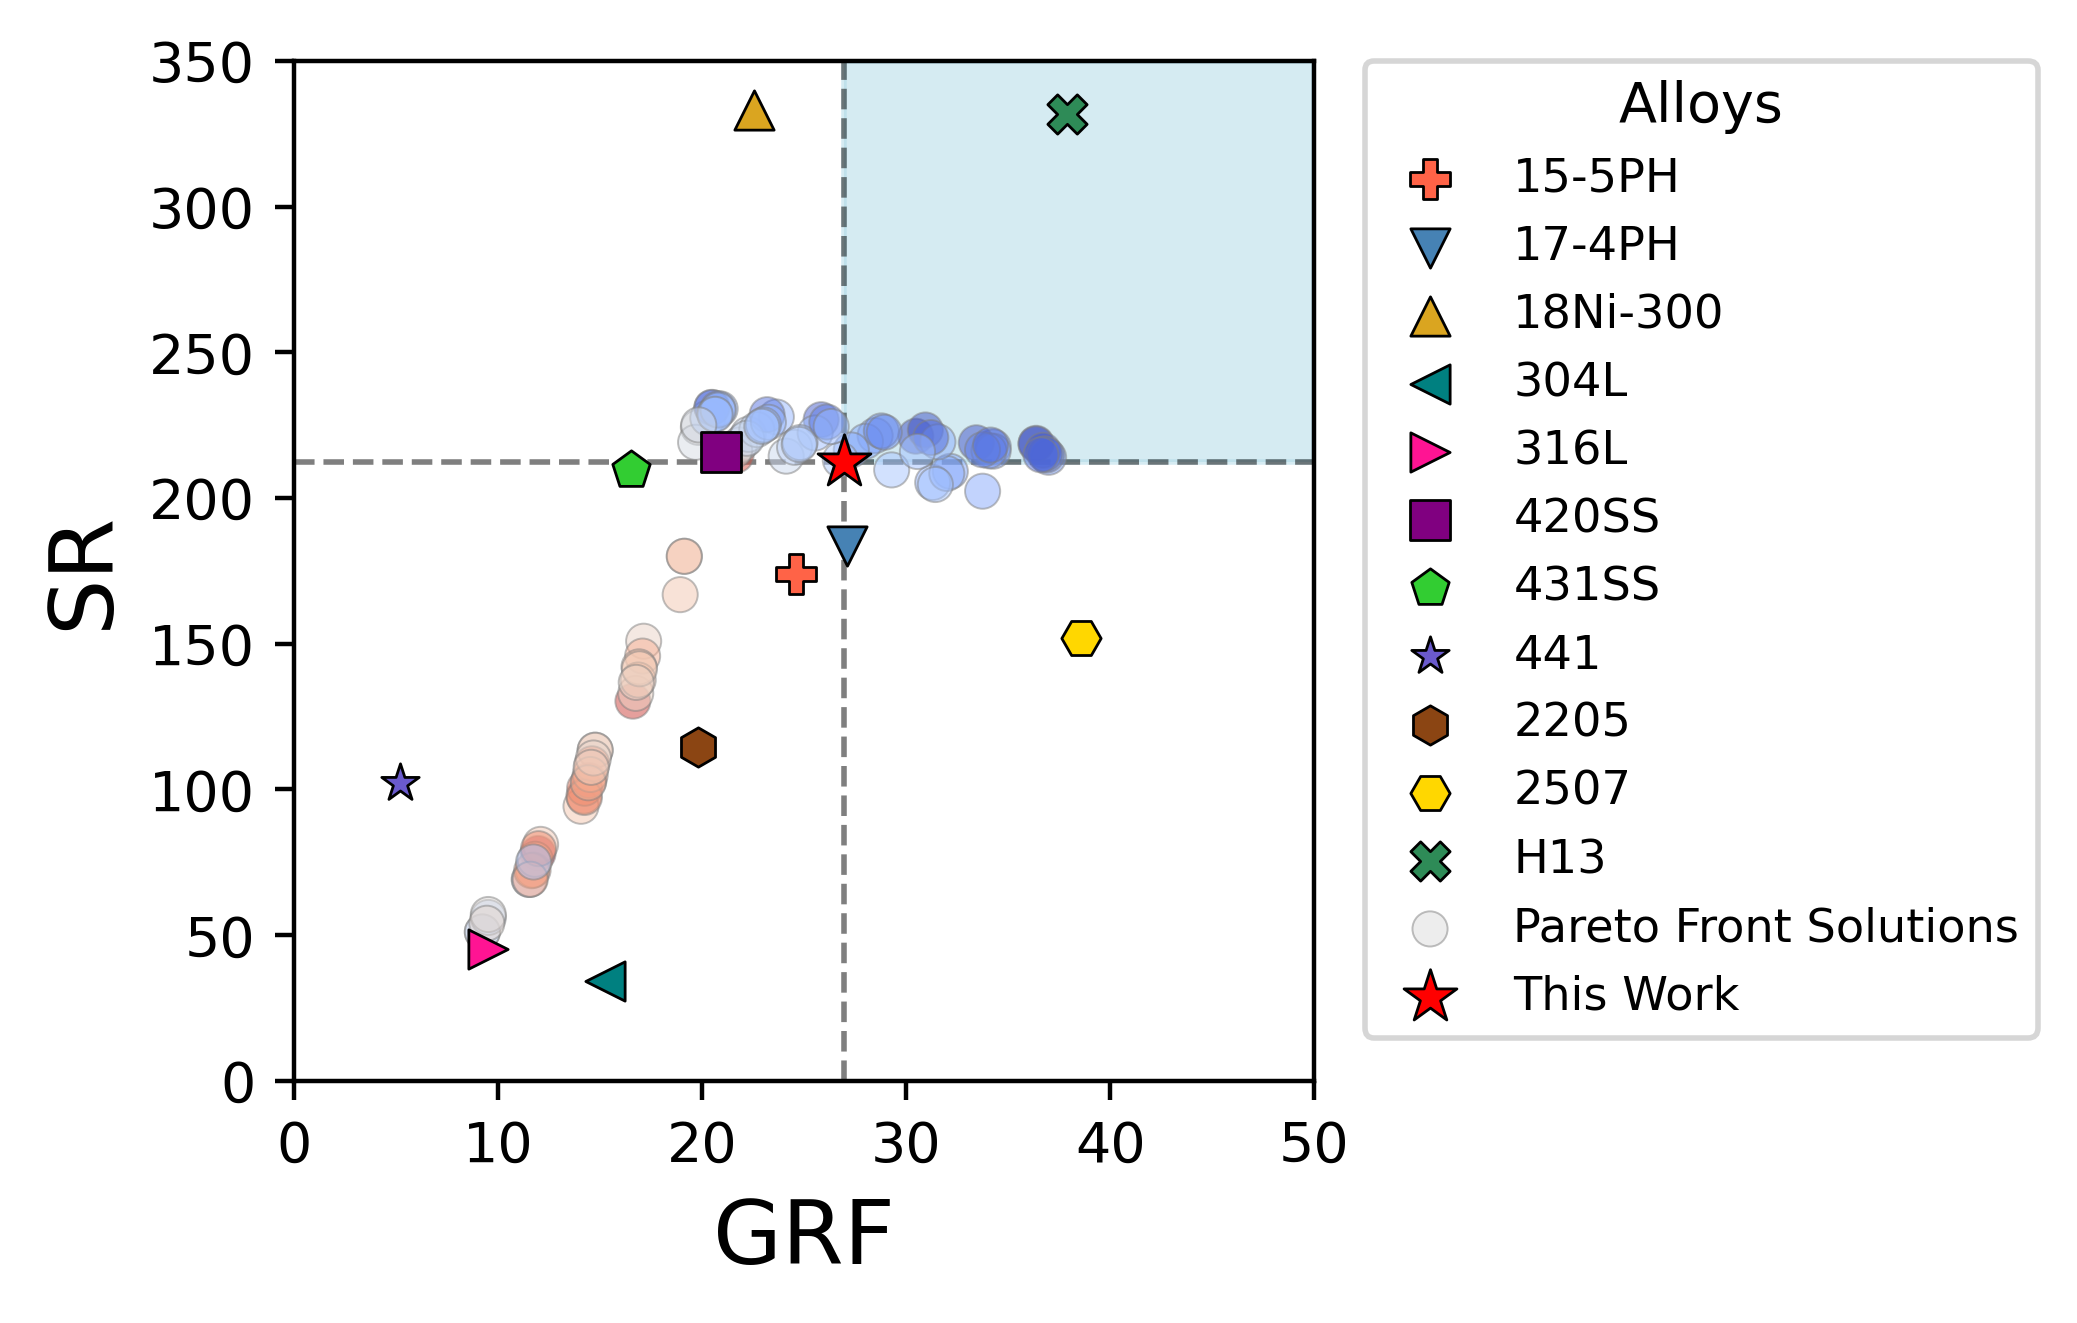 350
300
250
200
150
100
50
0
SR
0 10 20 30 40 50
GRF
Alloys
15-5PH
17-4PH
18Ni-300
304L
316L
420SS
431SS
441
2205
2507
H13
Pareto Front Solutions
This Work